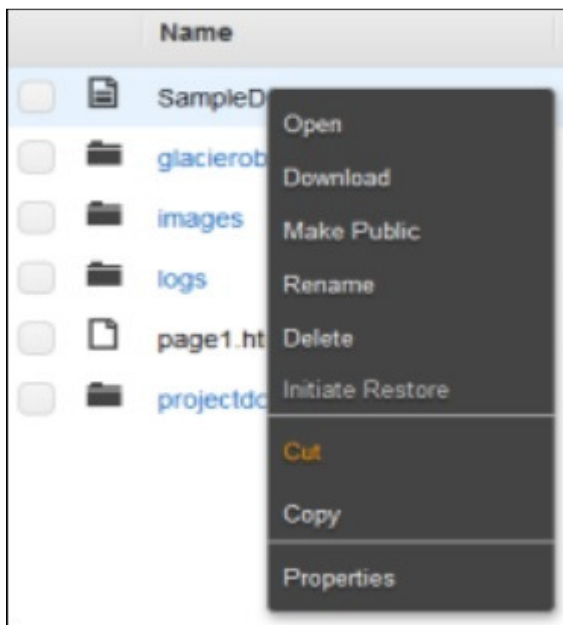 Name
SampleD
Open
glacierob
Download
images
Make Public
logs
Rename
page1.ht
Delete
projectdc
Initiate Restore
Cut
Copy
Properties